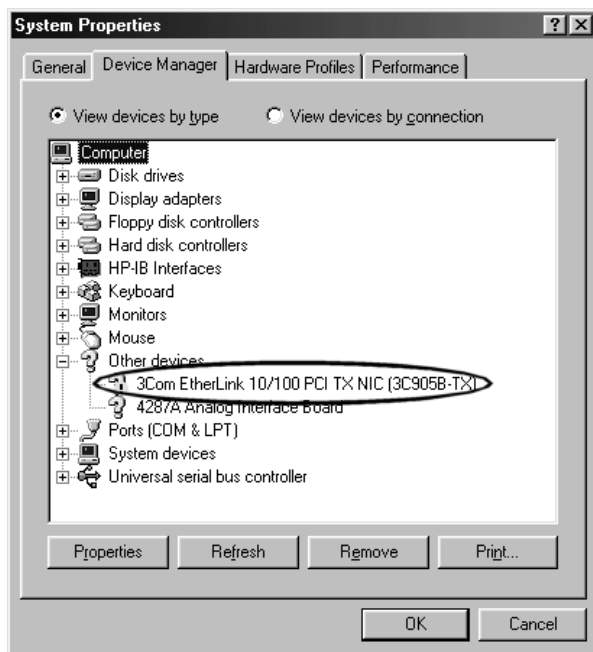 System Properties
General Device Manager Hardware Profiles Performance
View devices by type View devices by connection
Computer
Disk drives
Display adapters
Floppy disk controllers
Hard disk controllers
HP-IB Interfaces
Keyboard
Monitors
Mouse
Other devices
3Com EtherLink 10/100 PCI TX NIC (3C905B-TX)
4287A Analog Interface Board
Ports (COM & LPT)
System devices
Universal serial bus controller
Properties Refresh Remove Print...
OK Cancel